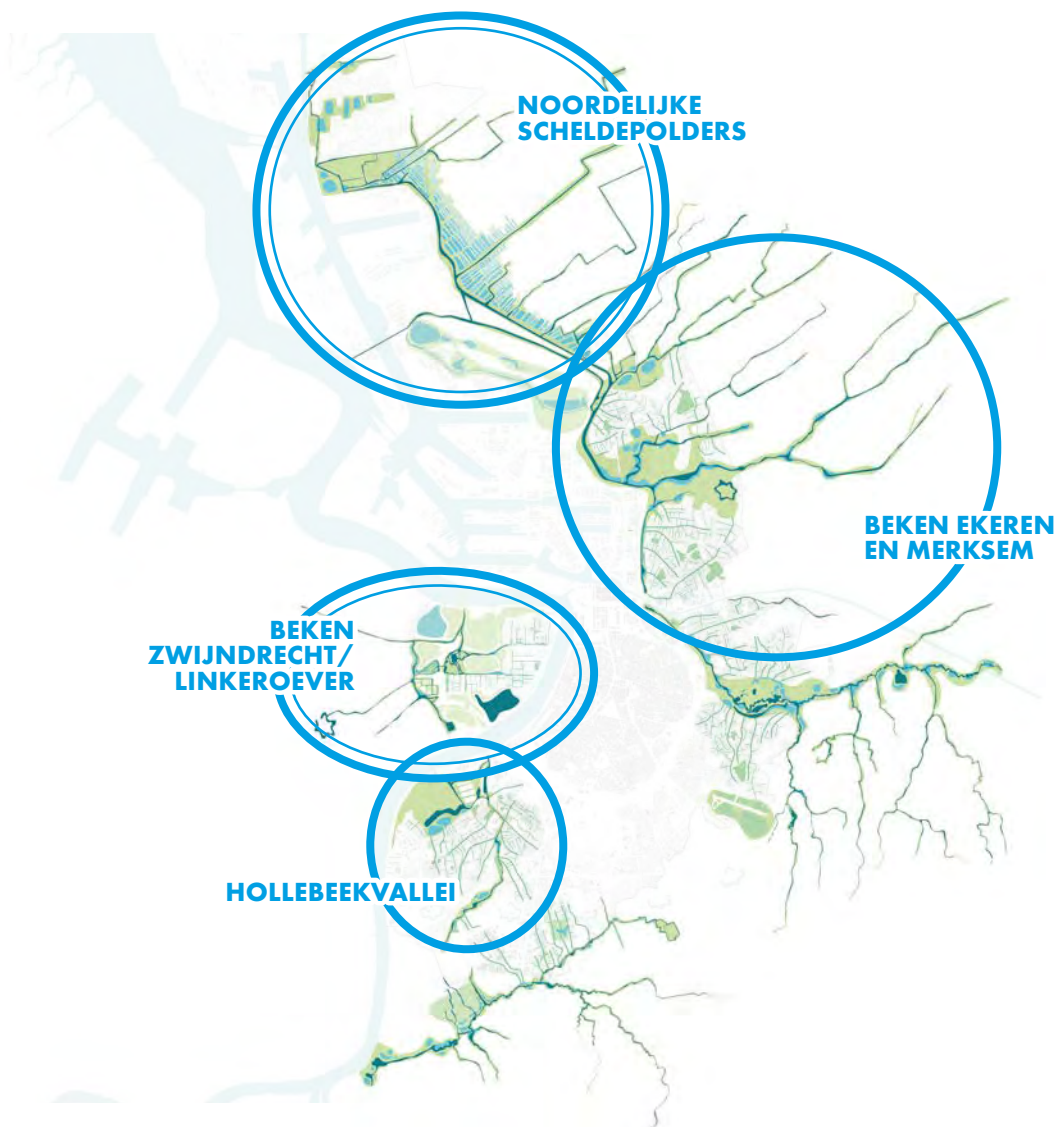 NOORDELIJKE
SCHELDEPOLDERS
BEKEN EKEREN
EN MERKSEM
BEKEN
ZWIJNDRECHT/
LINKEROEVER
HOLLEBEEKVALLEI